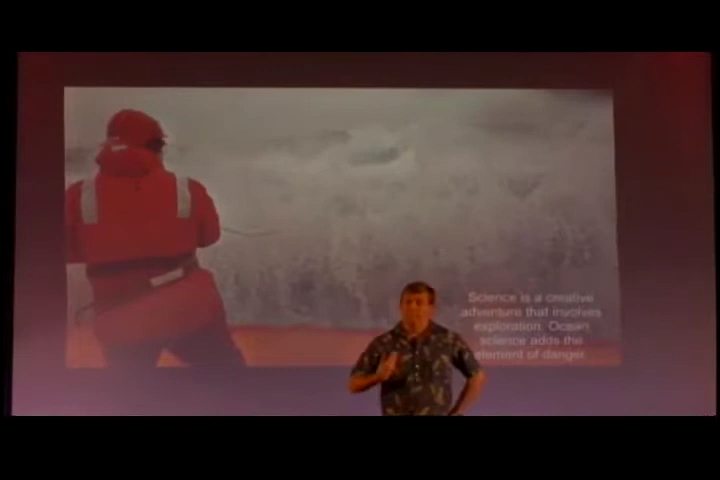 Science is a creative
adventure that involves
exploration. Ocean
science adds the
element of danger.